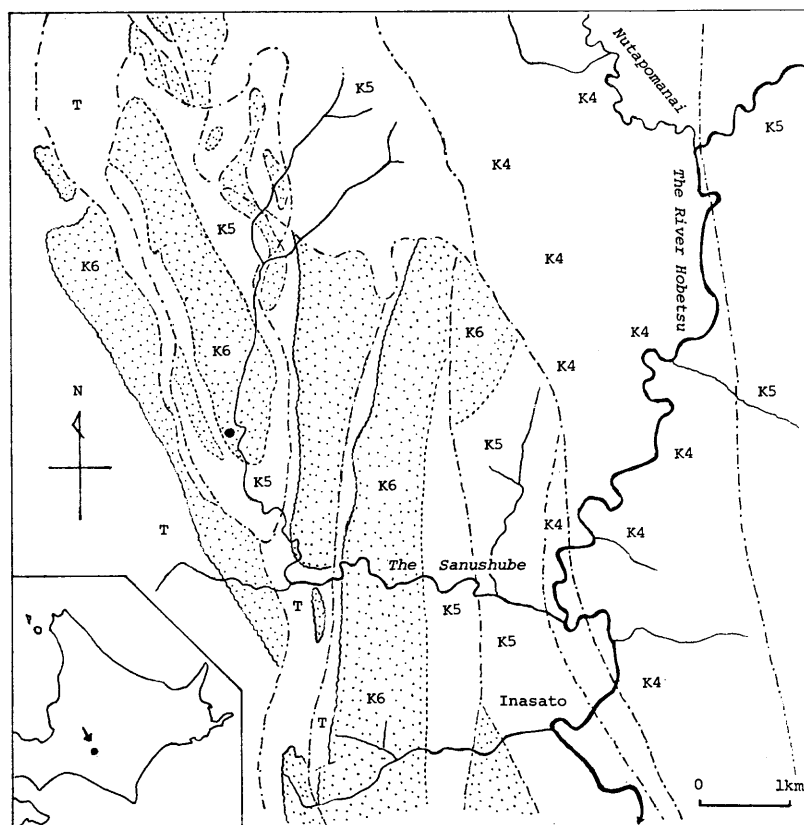 Nutapomanai
K5
T
K4
K5
K4
The River Hobetsu
K5
K6
K4
K6
K4
K6
K4
K5
N
K5
K4
K5
K6
K4
K4
T
The Sanushube
T
K5
K5
K4
K6
Inasato
T
0 1km